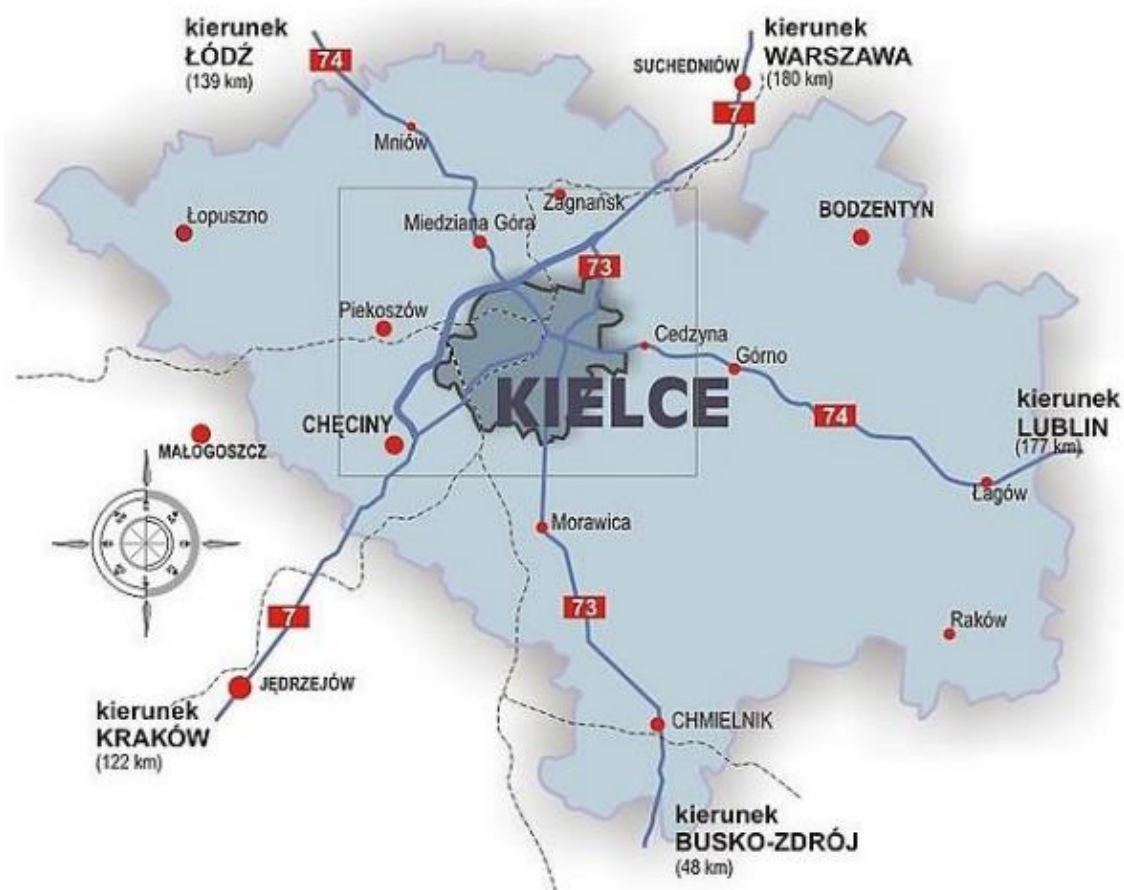 kierunek
ŁÓDŹ
(139 km)
74
kierunek
WARSZAWA
(180 km)
SUCHEDNIÓW
7
Mniów
Zagnańsk
Łopuszno
Miedziana Góra
BODZENTYN
73
Piekoszów
Cedzyna
Górno
KIELCE
74
kierunek
LUBLIN
(177 km)
CHĘCINY
MAŁOGOSZCZ
Łagów
Morawica
73
7
Raków
JĘDRZEJÓW
kierunek
KRAKÓW
(122 km)
CHMIELNIK
kierunek
BUSKO-ZDRÓJ
(48 km)